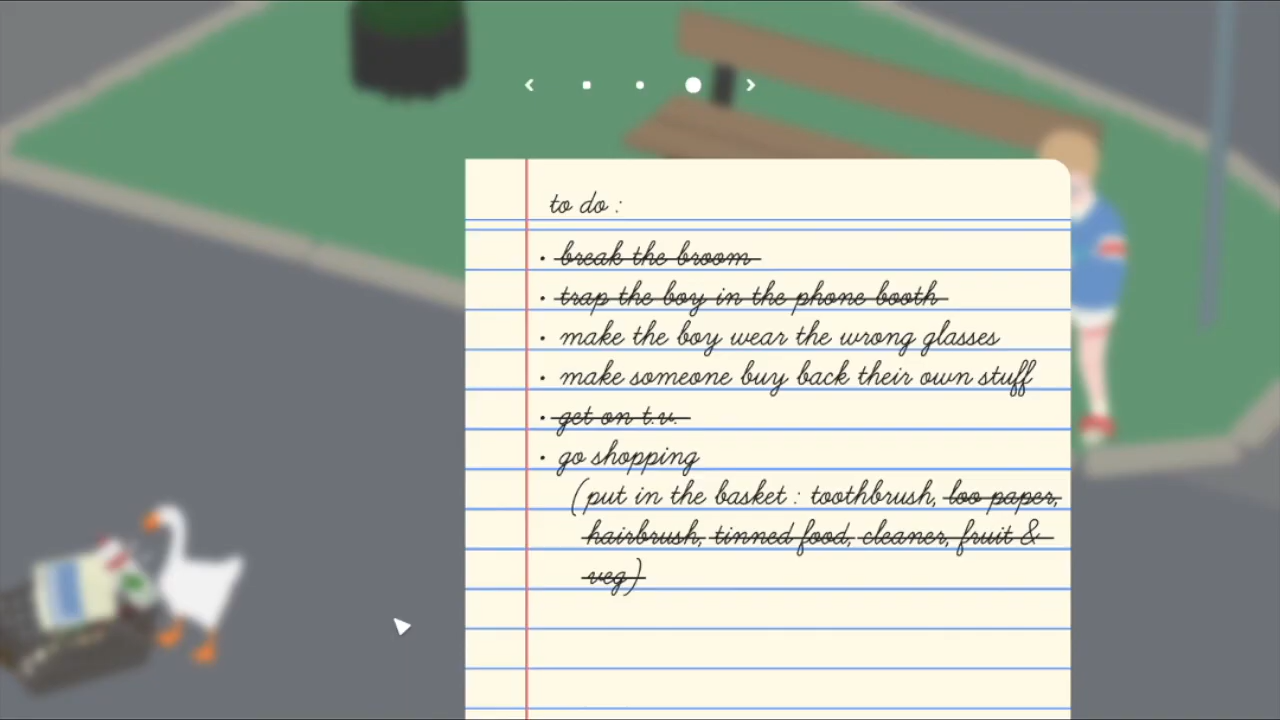 to do :
• break the broom
• trap the boy in the phone booth
• make the boy wear the wrong glasses
• make someone buy back their own stuff
• get on t.v.
• go shopping
(put in the basket : toothbrush, loo paper,
hairbrush, tinned food, cleaner, fruit &
veg)